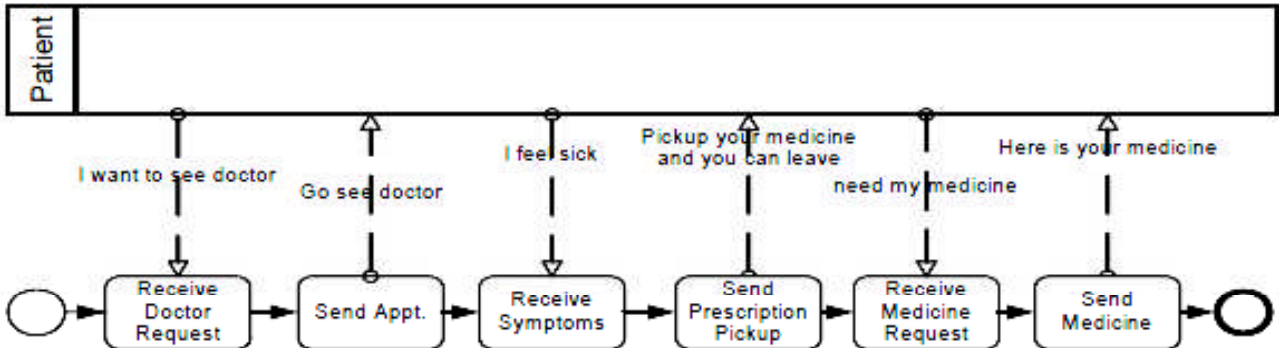 Patient
I want to see doctor
Go see doctor
I feel sick
Pickup your medicine
and you can leave
need my medicine
Here is your medicine
Receive
Doctor
Request
Send Appt.
Receive
Symptoms
Send
Prescription
Pickup
Receive
Medicine
Request
Send
Medicine